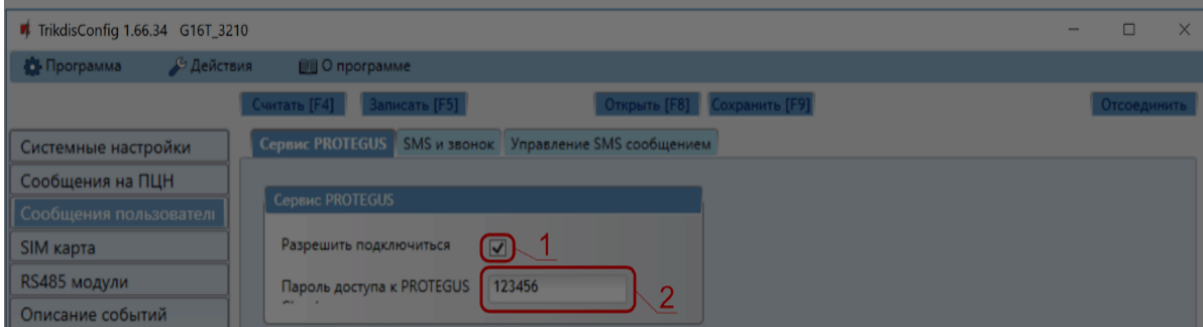 TrikdisConfig 1.66.34 G16T_3210
Программа Действия О программе
Считать [F4] Записать [F5] Открыть [F8] Сохранить [F9] Отсоединить
Системные настройки
Сообщения на ПЦН
Сообщения пользовател
SIM карта
RS485 модули
Описание событий
Сервис PROTEGUS SMS и звонок Управление SMS сообщением
Сервис PROTEGUS
Разрешить подключиться 1
Пароль доступа к PROTEGUS 123456 2